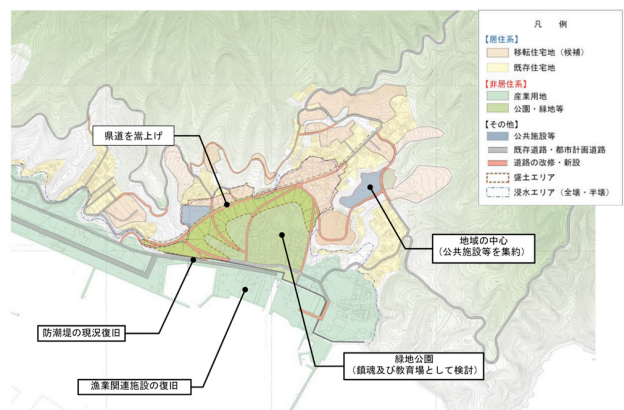 凡 例
【居住系】
移転住宅地（候補）
既存住宅地
【非居住系】
産業用地
公園・緑地等
【その他】
公共施設等
既存道路・都市計画道路
道路の改修・新設
盛土エリア
浸水エリア（全壊・半壊）
県道を嵩上げ
地域の中心
（公共施設等を集約）
防潮堤の現況復旧
緑地公園
（鎮魂及び教育場として検討）
漁業関連施設の復旧